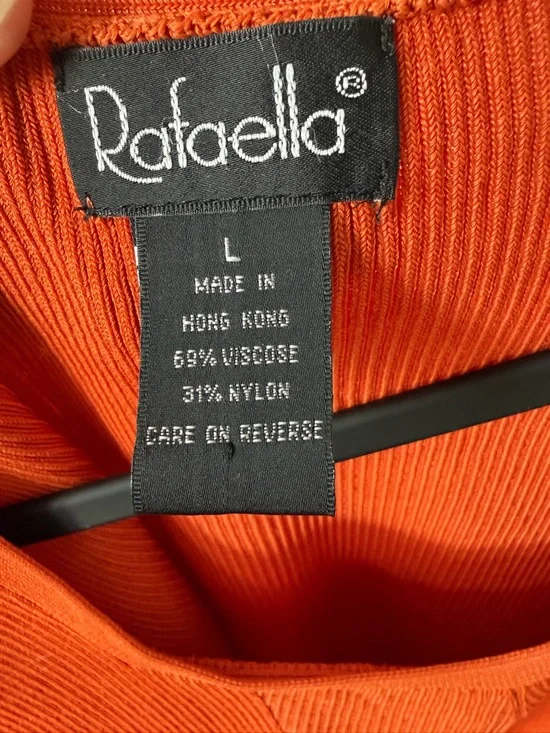 Rafaella®
L
MADE IN
HONG KONG
69% VISCOSE
31% NYLON
CARE ON REVERSE